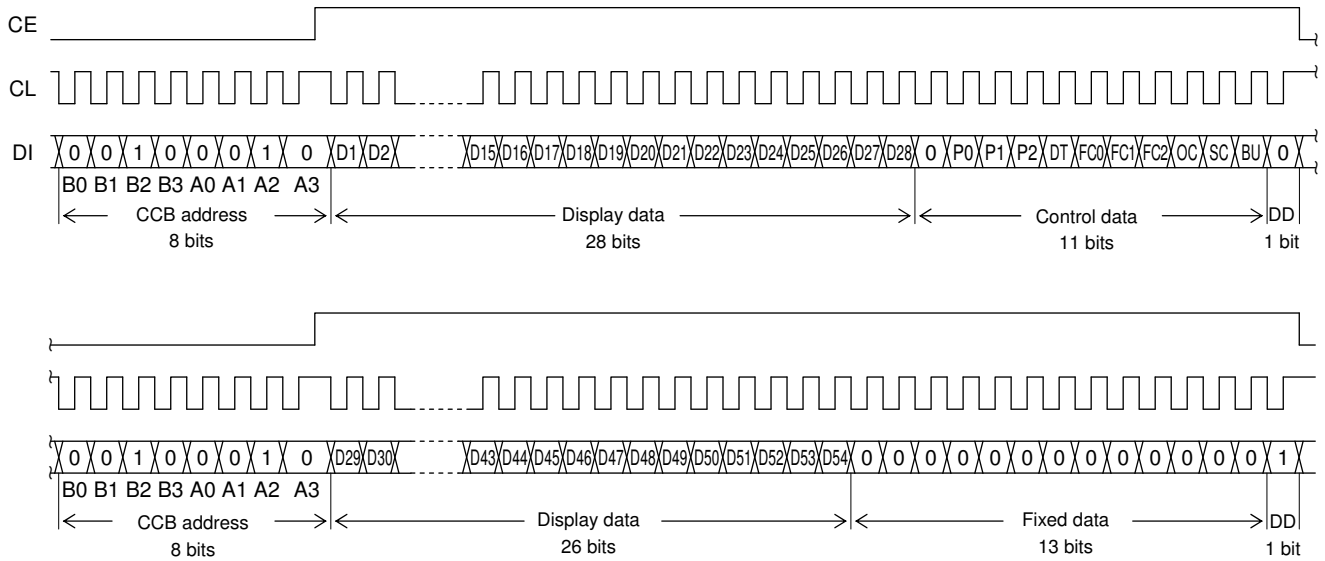 CE
CL
DI 0 0 1 0 0 0 1 0 D1 D2 D15 D16 D17 D18 D19 D20 D21 D22 D23 D24 D25 D26 D27 D28 0 P0 P1 P2 DT FC0 FC1 FC2 OC SC BU 0
B0 B1 B2 B3 A0 A1 A2 A3
CCB address Display data Control data DD
8 bits 28 bits 11 bits 1 bit
0 0 1 0 0 0 1 0 D29 D30 D43 D44 D45 D46 D47 D48 D49 D50 D51 D52 D53 D54 0 0 0 0 0 0 0 0 0 0 0 0 0 1
B0 B1 B2 B3 A0 A1 A2 A3
CCB address Display data Fixed data DD
8 bits 26 bits 13 bits 1 bit